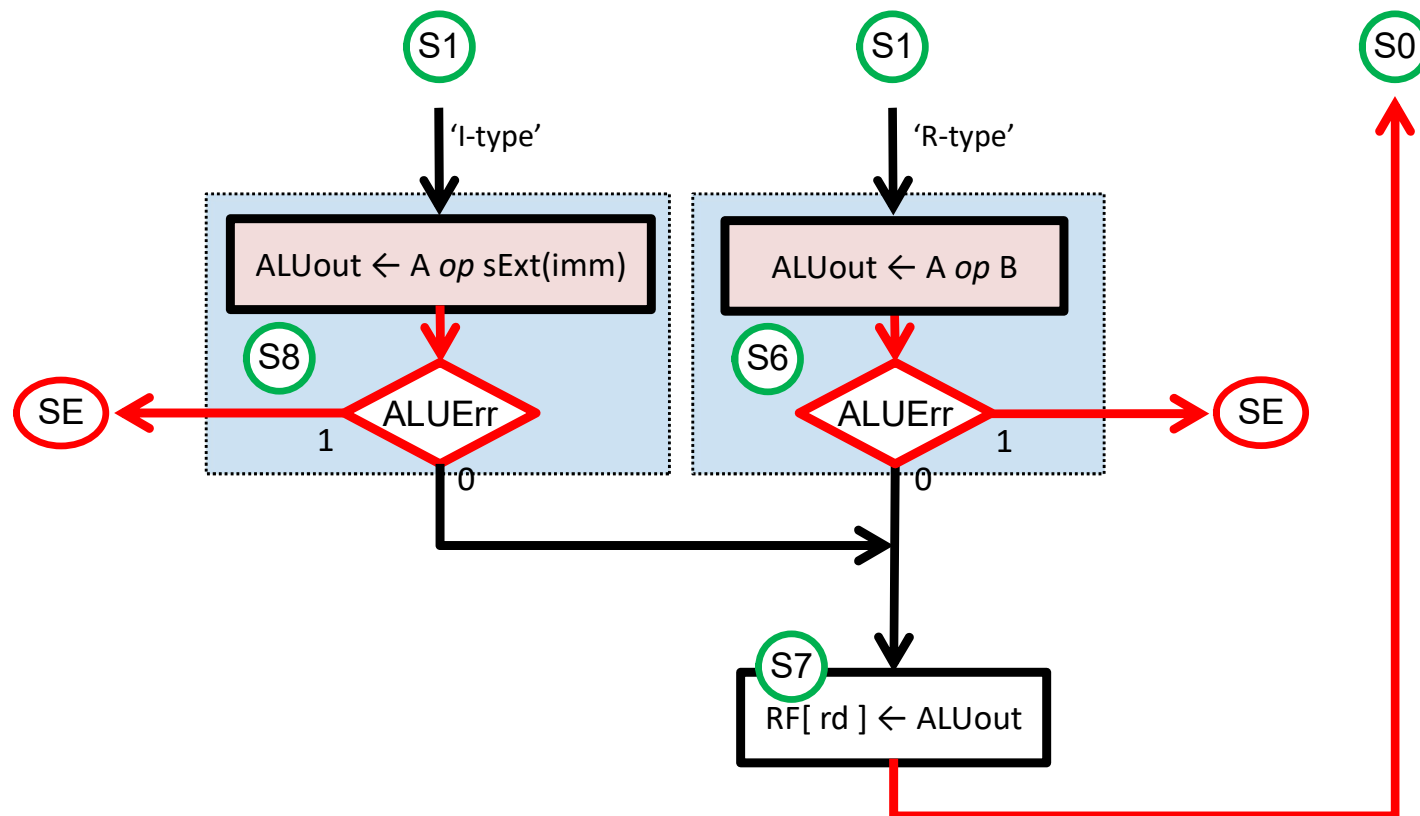 S1
S1
S0
‘I-type’
‘R-type’
ALUout ← A op sExt(imm)
ALUout ← A op B
S8
S6
SE
ALUErr
ALUErr
SE
1
1
0
0
S7
RF[ rd ] ← ALUout